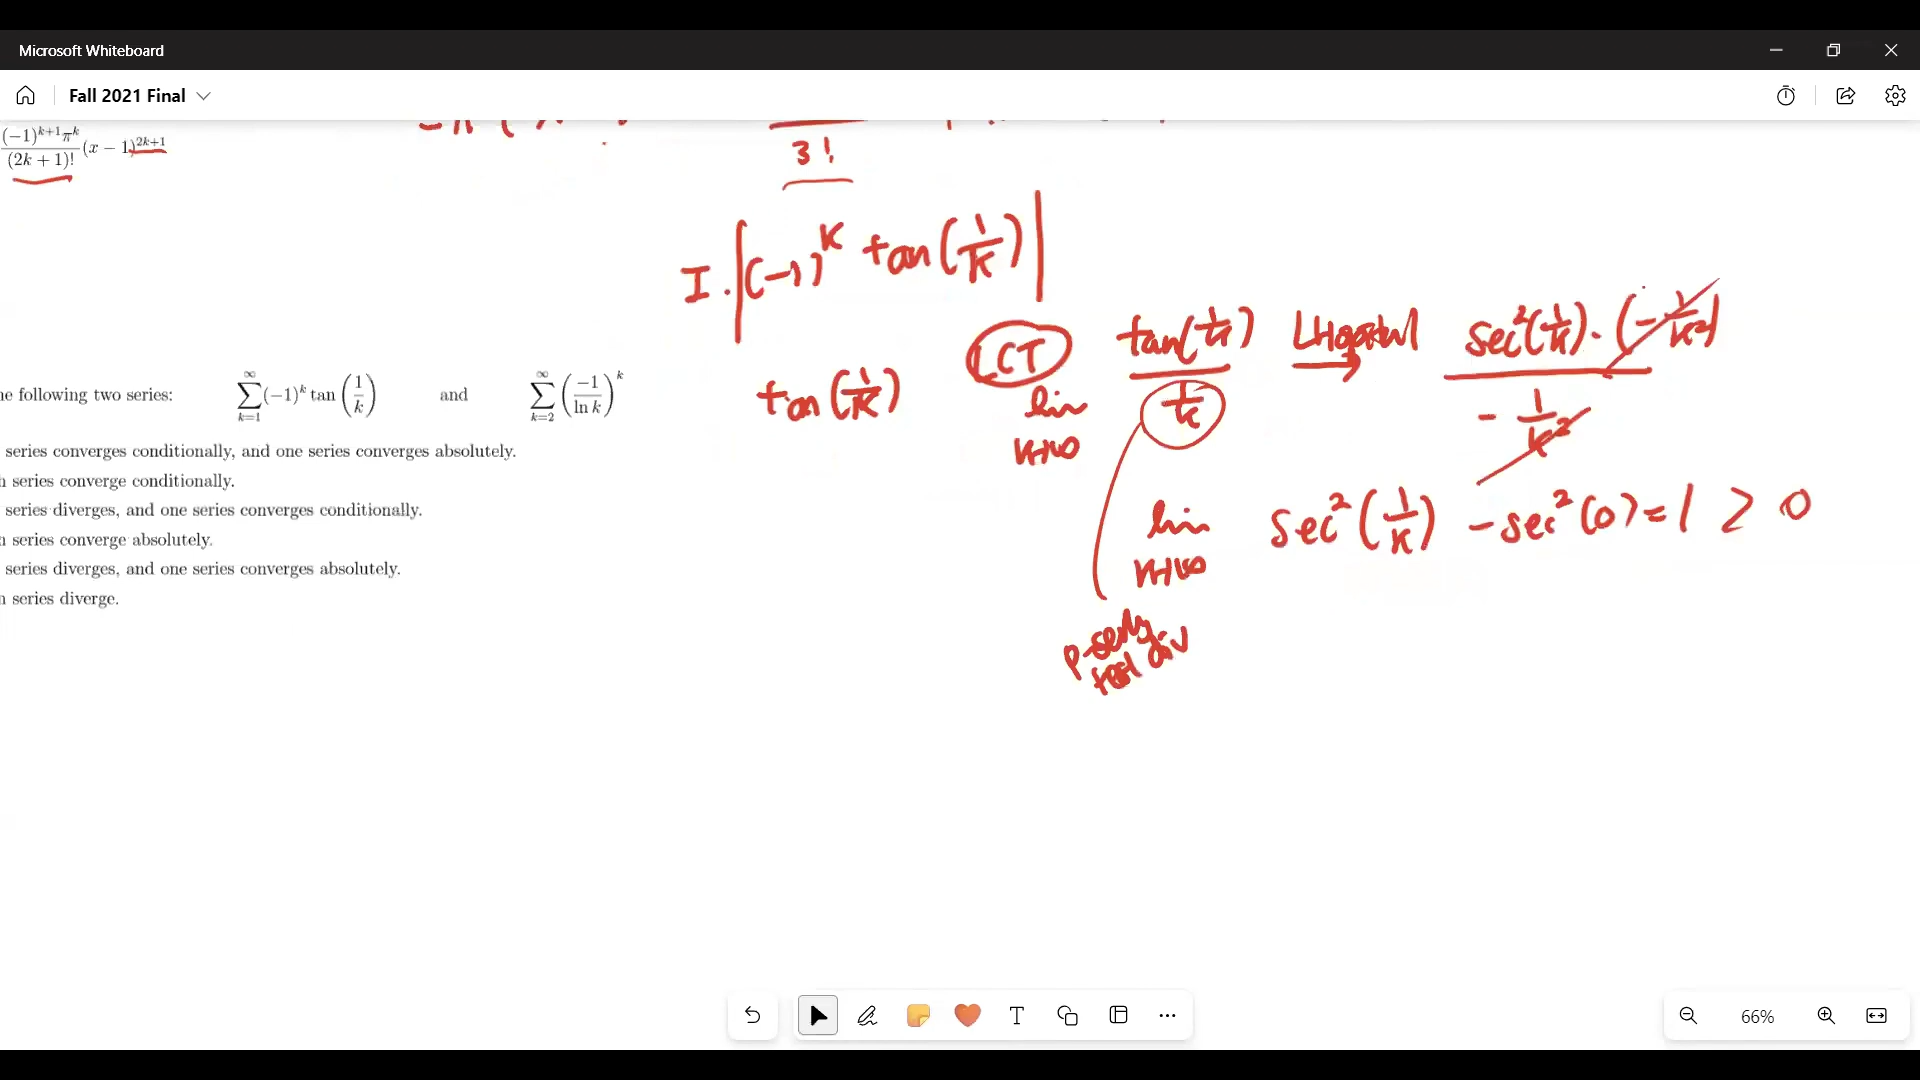 Microsoft Whiteboard
Fall 2021 Final
(-1)^{k+1}π^k / (2k + 1)! (x − 1)^{2k+1}
3!
I. |(-1)^k tan(1/k)|
LCT
tan(1/k)
lim k→∞ tan(1/k) / (1/k) LHopital sec²(1/k) · (-1/k²) / -1/k²
lim k→∞ sec²(1/k) - sec²(0) = 1 > 0
p-series test div
he following two series: ∑_{k=1}^{∞} (−1)^k tan(1/k) and ∑_{k=2}^{∞} (−1/ln k)^k
series converges conditionally, and one series converges absolutely.
h series converge conditionally.
series diverges, and one series converges conditionally.
h series converge absolutely.
series diverges, and one series converges absolutely.
h series diverge.
66%